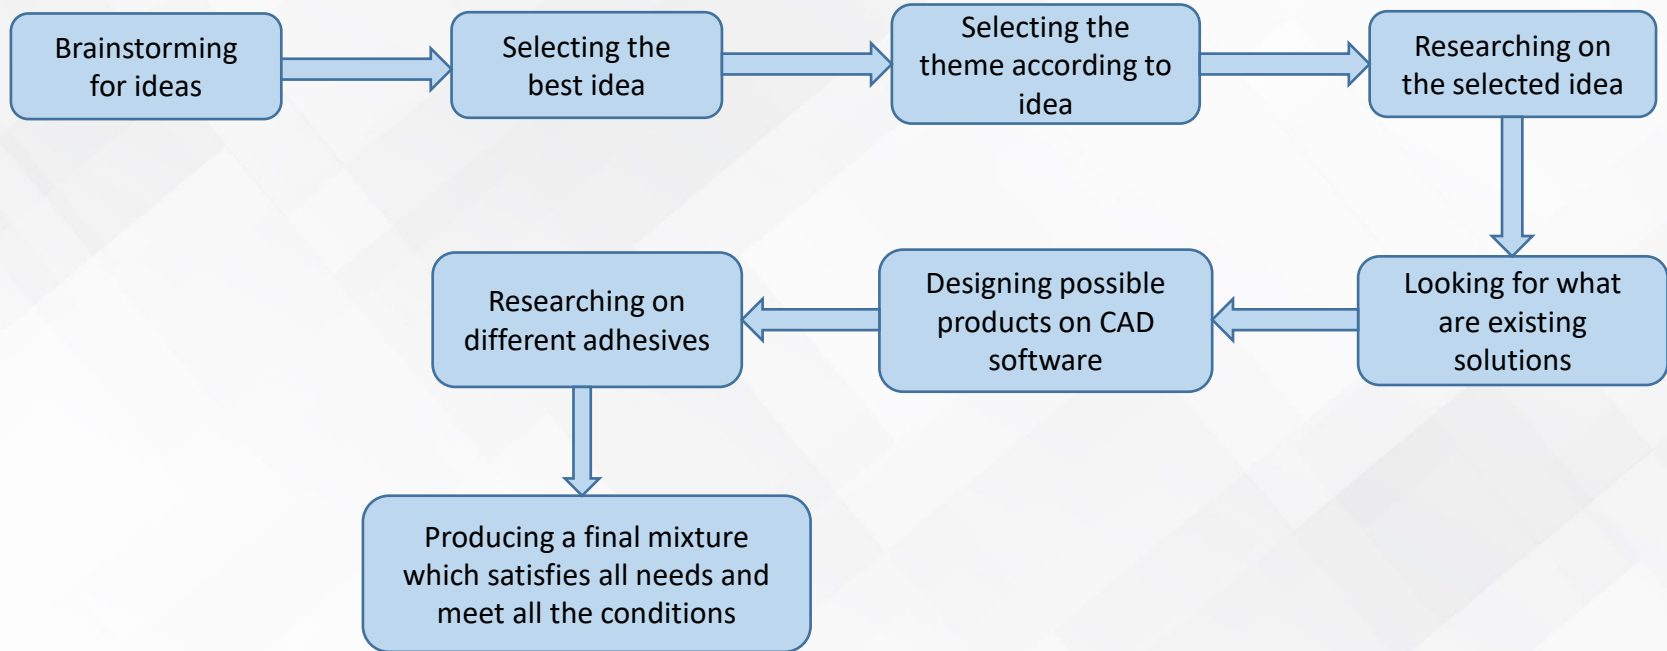 Brainstorming
for ideas
Selecting the
best idea
Selecting the
theme according to
idea
Researching on
the selected idea
Looking for what
are existing
solutions
Designing possible
products on CAD
software
Researching on
different adhesives
Producing a final mixture
which satisfies all needs and
meet all the conditions